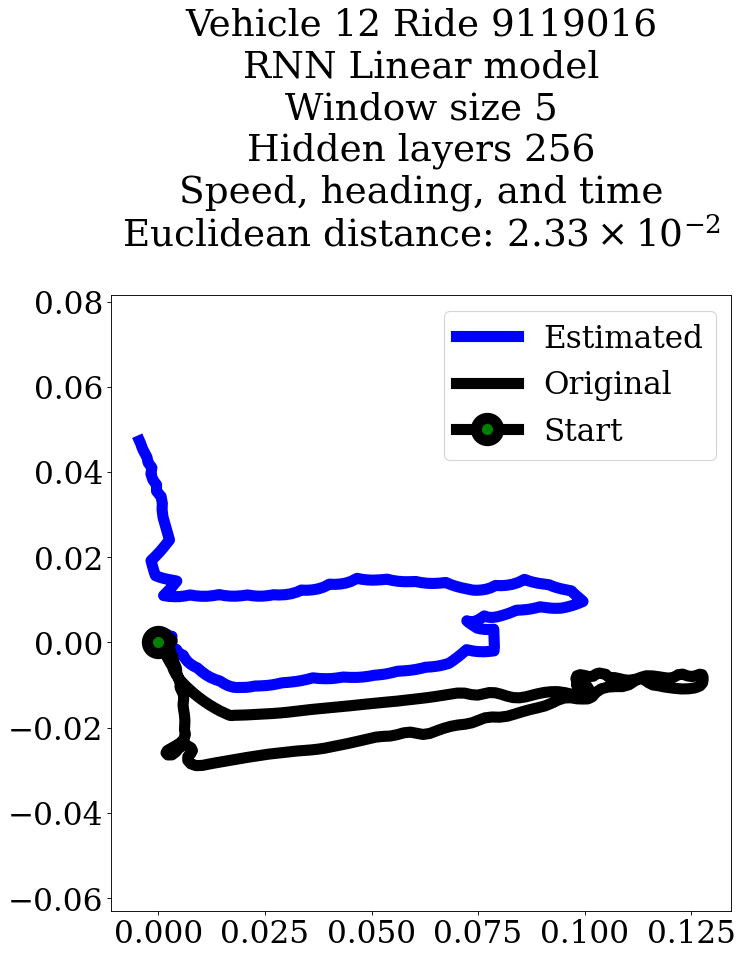 Vehicle 12 Ride 9119016
RNN Linear model
Window size 5
Hidden layers 256
Speed, heading, and time
Euclidean distance: 2.33 × 10⁻²
0.08
0.06
0.04
0.02
0.00
−0.02
−0.04
−0.06
Estimated
Original
Start
0.000 0.025 0.050 0.075 0.100 0.125